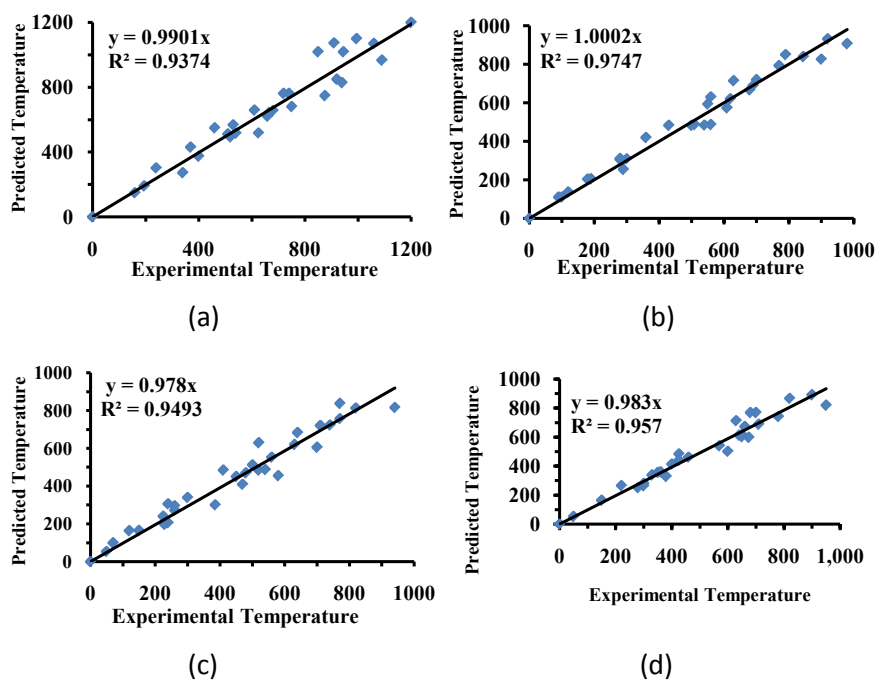 y = 0.9901x
R² = 0.9374
Predicted Temperature
1200
800
400
0
0 400 800 1200
Experimental Temperature
(a)
y = 1.0002x
R² = 0.9747
Predicted Temperature
1000
800
600
400
200
0
0 200 400 600 800 1000
Experimental Temperature
(b)
y = 0.978x
R² = 0.9493
Predicted Temperature
1000
800
600
400
200
0
0 200 400 600 800 1000
Experimental Temperature
(c)
y = 0.983x
R² = 0.957
Predicted Temperature
1000
800
600
400
200
0
0 200 400 600 800 1,000
Experimental Temperature
(d)